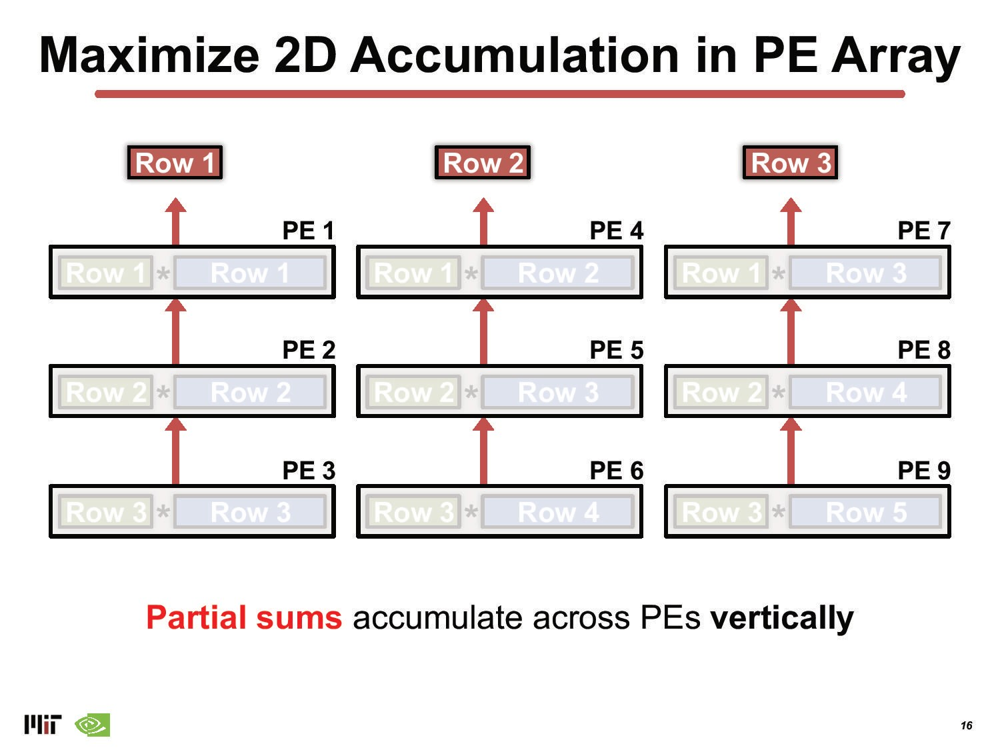 Maximize 2D Accumulation in PE Array
Row 1 Row 2 Row 3
PE 1 PE 4 PE 7
Row 1 * Row 1 Row 1 * Row 2 Row 1 * Row 3
PE 2 PE 5 PE 8
Row 2 * Row 2 Row 2 * Row 3 Row 2 * Row 4
PE 3 PE 6 PE 9
Row 3 * Row 3 Row 3 * Row 4 Row 3 * Row 5
Partial sums accumulate across PEs vertically
MIT
16